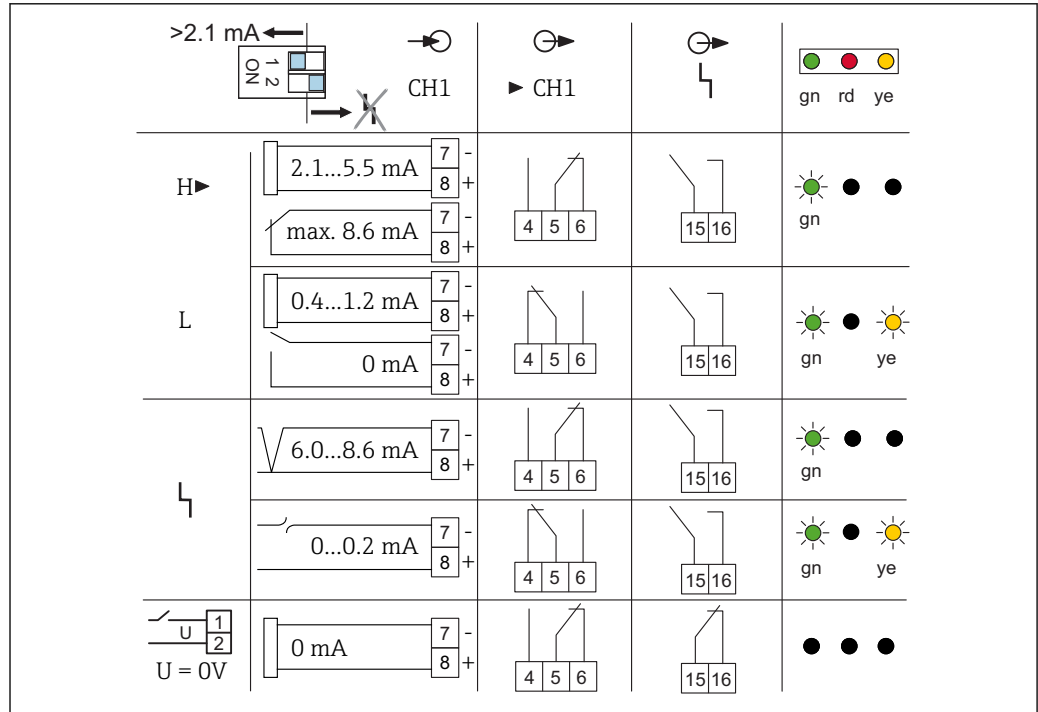 >2.1 mA
1 2
ON
CH1
► CH1
gn rd ye
H►
2.1...5.5 mA
7 -
8 +
max. 8.6 mA
7 -
8 +
4 5 6
15 16
gn
L
0.4...1.2 mA
7 -
8 +
0 mA
7 -
8 +
4 5 6
15 16
gn ye
6.0...8.6 mA
7 -
8 +
4 5 6
15 16
gn
0...0.2 mA
7 -
8 +
4 5 6
15 16
gn ye
U
1
2
U = 0V
0 mA
7 -
8 +
4 5 6
15 16